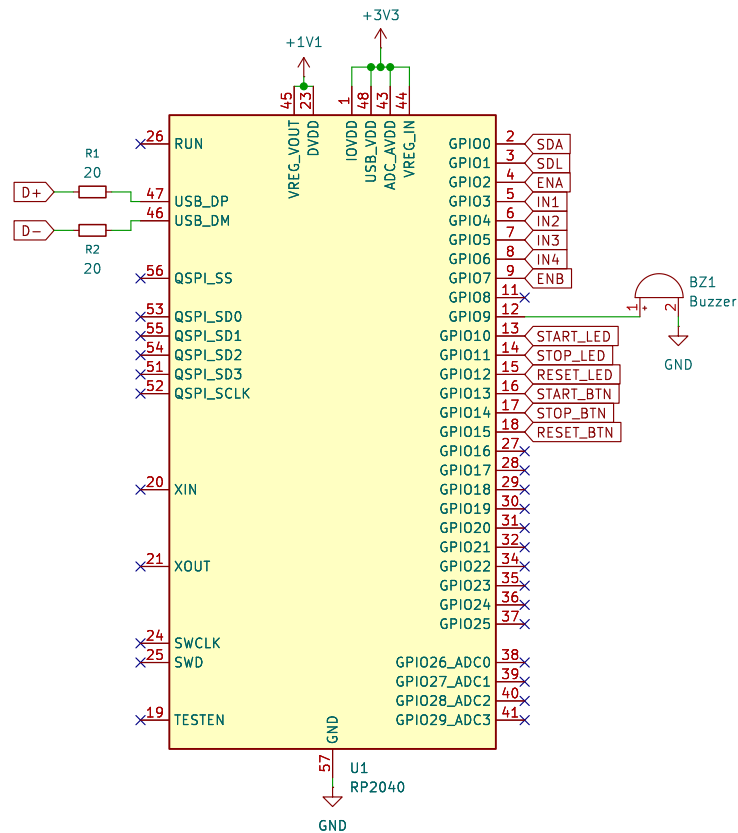 +3V3
+1V1
45 VREG_VOUT
23 DVDD
1 IOVDD
48 USB_VDD
43 ADC_AVDD
44 VREG_IN
26 RUN
R1
20
D+
47 USB_DP
D-
46 USB_DM
R2
20
56 QSPI_SS
53 QSPI_SD0
55 QSPI_SD1
54 QSPI_SD2
51 QSPI_SD3
52 QSPI_SCLK
20 XIN
21 XOUT
24 SWCLK
25 SWD
19 TESTEN
GPIO0 2 SDA
GPIO1 3 SDL
GPIO2 4 ENA
GPIO3 5 IN1
GPIO4 6 IN2
GPIO5 7 IN3
GPIO6 8 IN4
GPIO7 9 ENB
GPIO8 11
GPIO9 12
1 + 2
BZ1
Buzzer
GND
GPIO10 13 START_LED
GPIO11 14 STOP_LED
GPIO12 15 RESET_LED
GPIO13 16 START_BTN
GPIO14 17 STOP_BTN
GPIO15 18 RESET_BTN
GPIO16 27
GPIO17 28
GPIO18 29
GPIO19 30
GPIO20 31
GPIO21 32
GPIO22 34
GPIO23 35
GPIO24 36
GPIO25 37
GPIO26_ADC0 38
GPIO27_ADC1 39
GPIO28_ADC2 40
GPIO29_ADC3 41
GND 57
U1
RP2040
GND